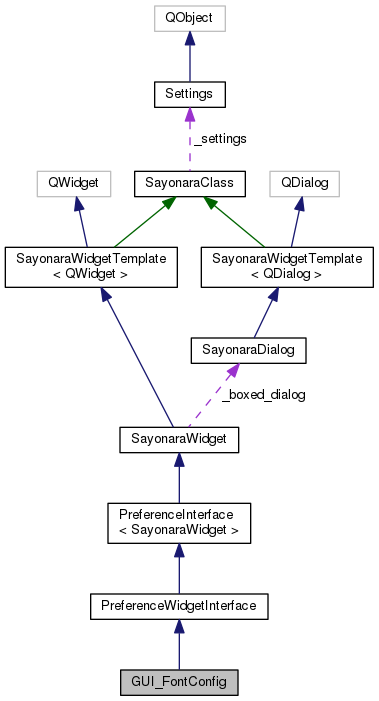 QObject
Settings
_settings
SayonaraClass
QWidget
QDialog
SayonaraWidgetTemplate
< QWidget >
SayonaraWidgetTemplate
< QDialog >
SayonaraDialog
_boxed_dialog
SayonaraWidget
PreferenceInterface
< SayonaraWidget >
PreferenceWidgetInterface
GUI_FontConfig